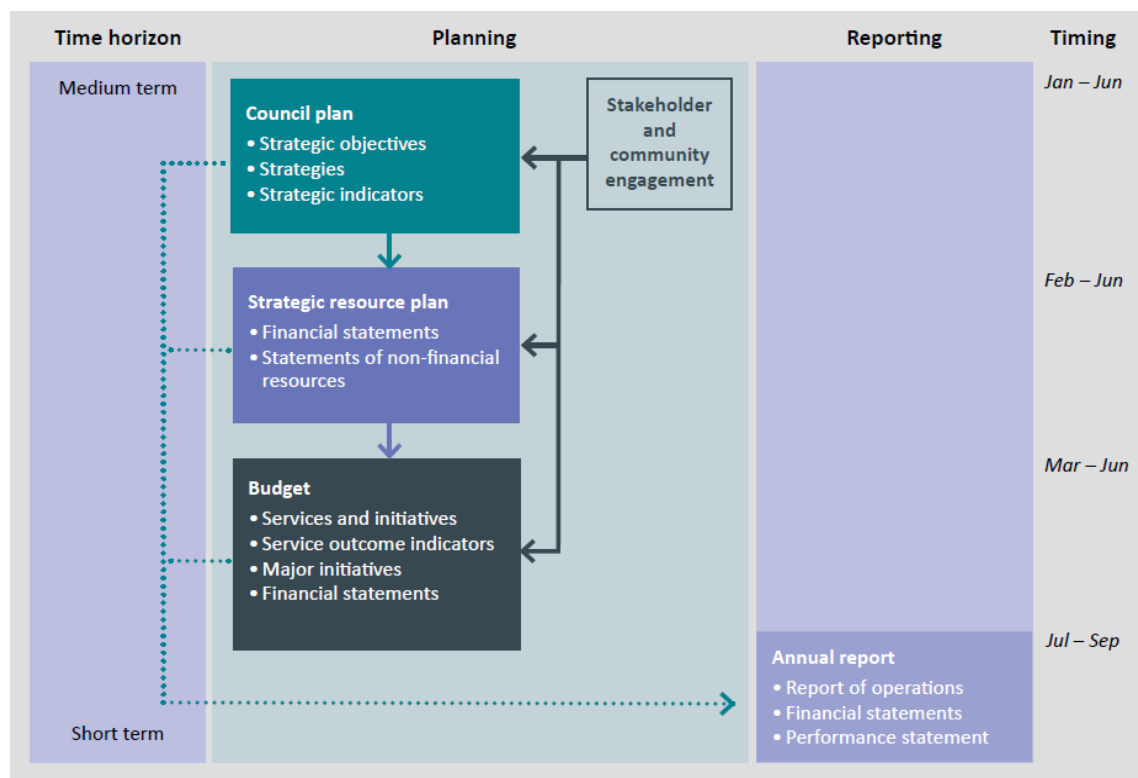 Time horizon
Planning
Reporting
Timing
Medium term
Council plan
• Strategic objectives
• Strategies
• Strategic indicators
Stakeholder
and
community
engagement
Jan – Jun
Strategic resource plan
• Financial statements
• Statements of non-financial
resources
Feb – Jun
Budget
• Services and initiatives
• Service outcome indicators
• Major initiatives
• Financial statements
Mar – Jun
Annual report
• Report of operations
• Financial statements
• Performance statement
Jul – Sep
Short term